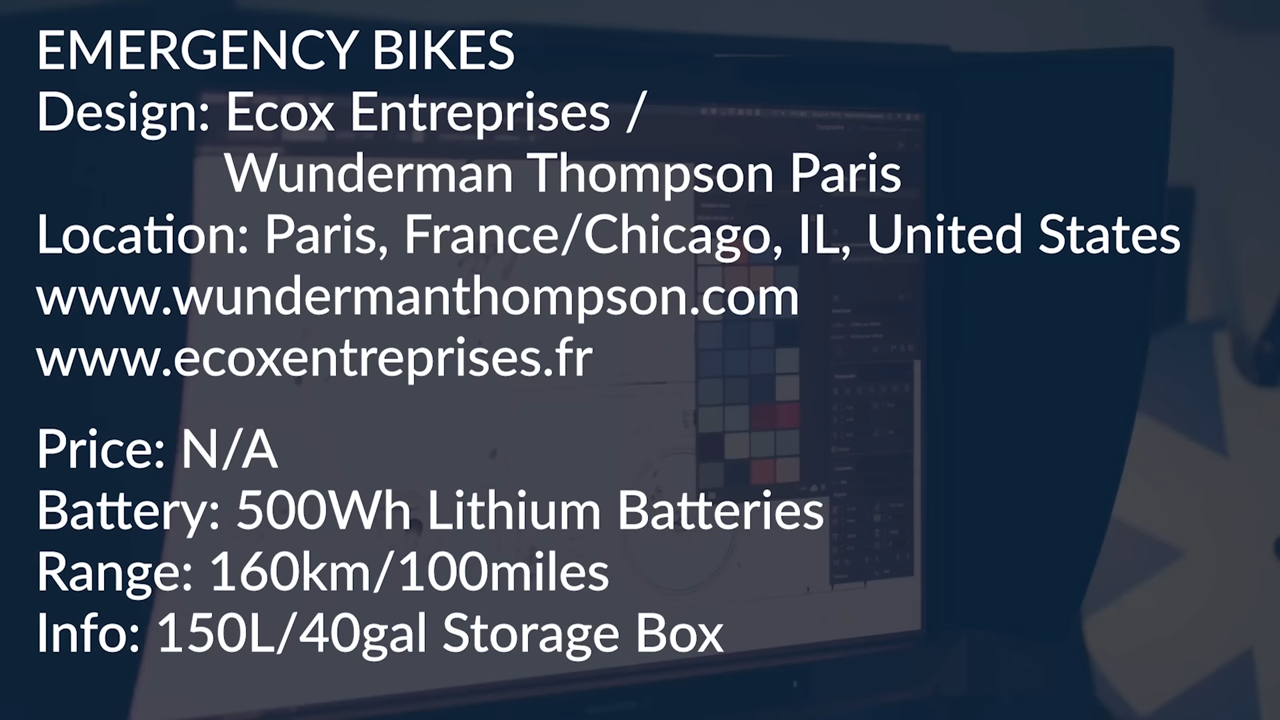 EMERGENCY BIKES
Design: Ecox Entreprises /
Wunderman Thompson Paris
Location: Paris, France/Chicago, IL, United States
www.wundermanthompson.com
www.ecoxentreprises.fr
Price: N/A
Battery: 500Wh Lithium Batteries
Range: 160km/100miles
Info: 150L/40gal Storage Box